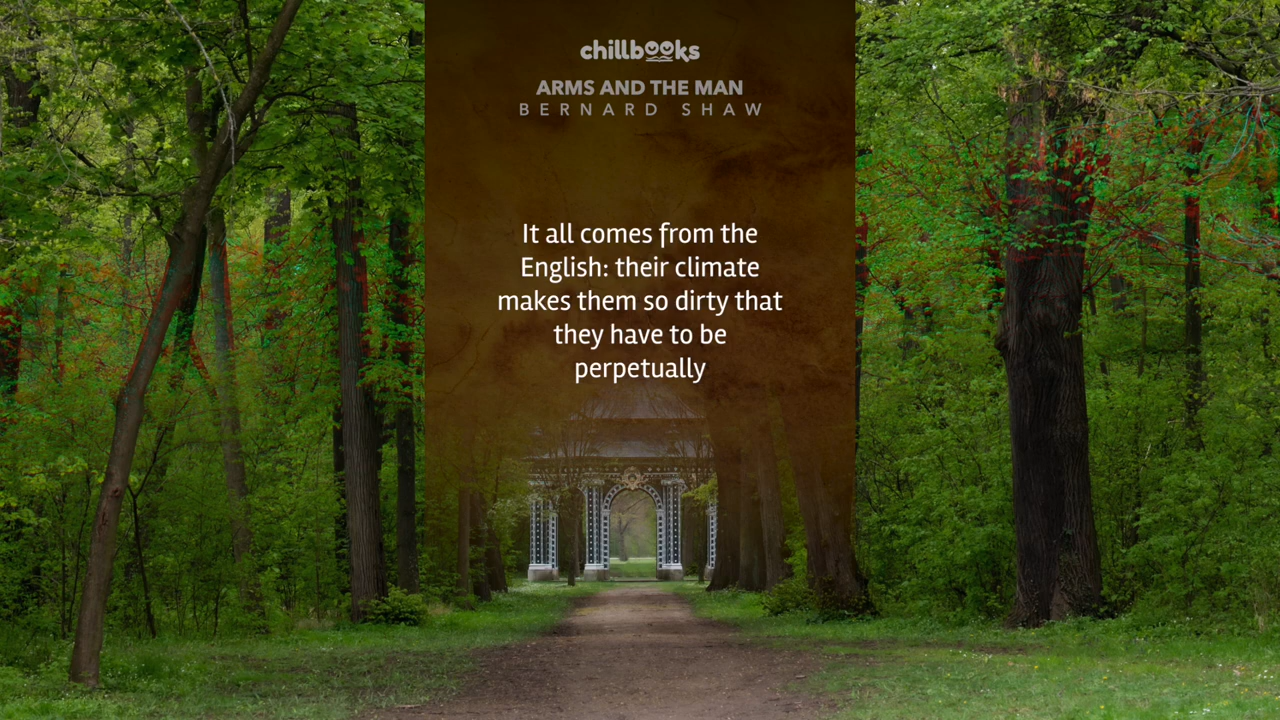 chillbooks
ARMS AND THE MAN
BERNARD SHAW
It all comes from the
English: their climate
makes them so dirty that
they have to be
perpetually